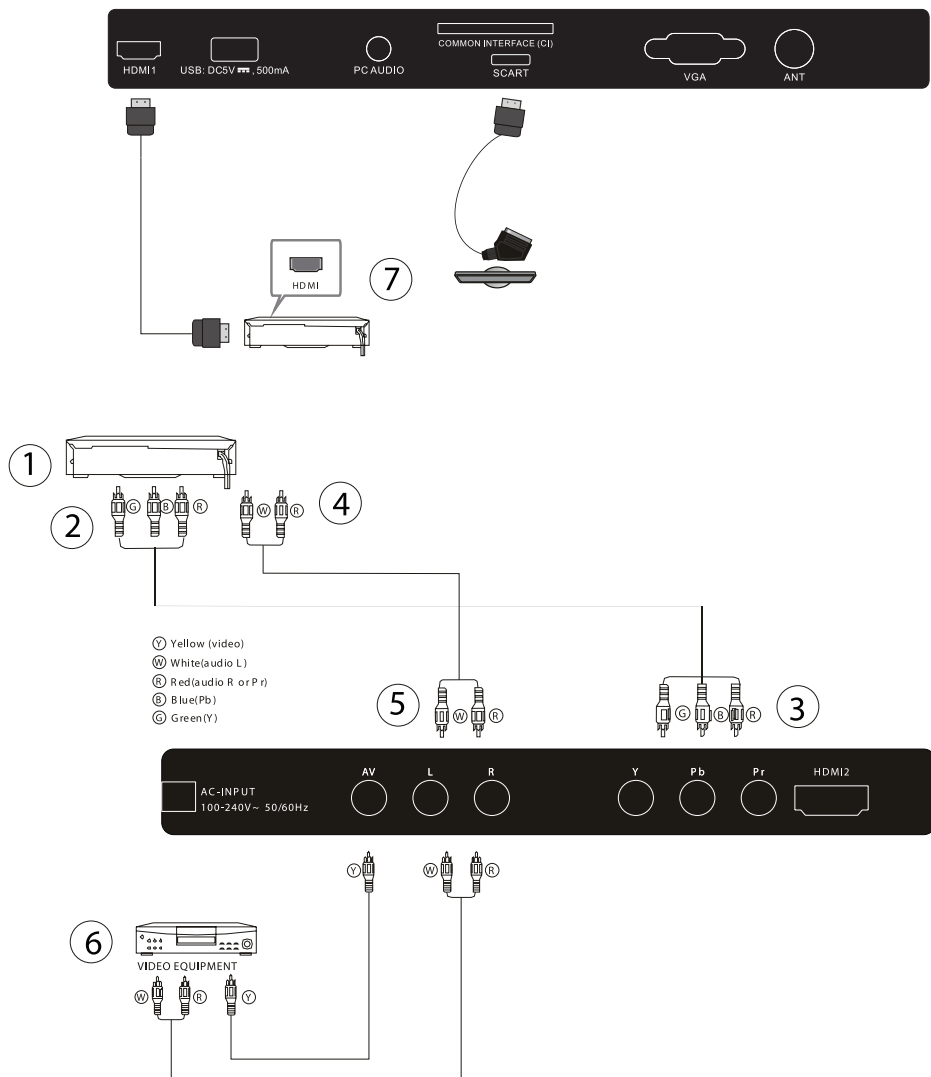 COMMON INTERFACE (CI)
HDMI1
USB: DC5V ⎓, 500mA
PC AUDIO
SCART
VGA
ANT
HDMI
7
1
2
G
B
R
W
R
4
Y Yellow (video)
W White(audio L)
R Red(audio R or Pr)
B Blue(Pb)
G Green(Y)
5
W
R
G
B
R
3
AV
L
R
Y
Pb
Pr
HDMI2
AC-INPUT
100-240V~ 50/60Hz
Y
W
R
6
VIDEO EQUIPMENT
W
R
Y